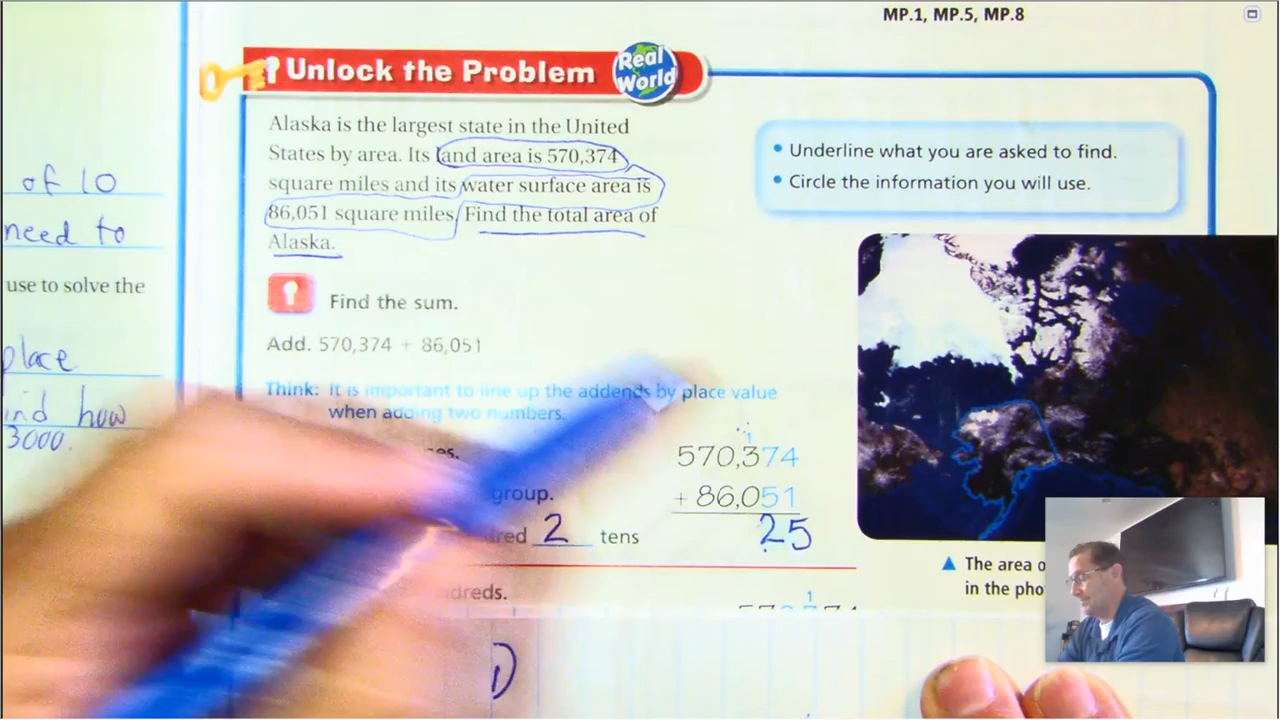 MP.1, MP.5, MP.8
Unlock the Problem
Real
World
Alaska is the largest state in the United
States by area. Its land area is 570,374
square miles and its water surface area is
86,051 square miles. Find the total area of
Alaska.
• Underline what you are asked to find.
• Circle the information you will use.
of 10
need to
use to solve the
place
how
3000.
Find the sum.
Add. 570,374 + 86,051
Think: It is important to line up the addends by place value
when adding two numbers.
1
570,374
group.
+ 86,051
2 tens
25
The area
in the
1